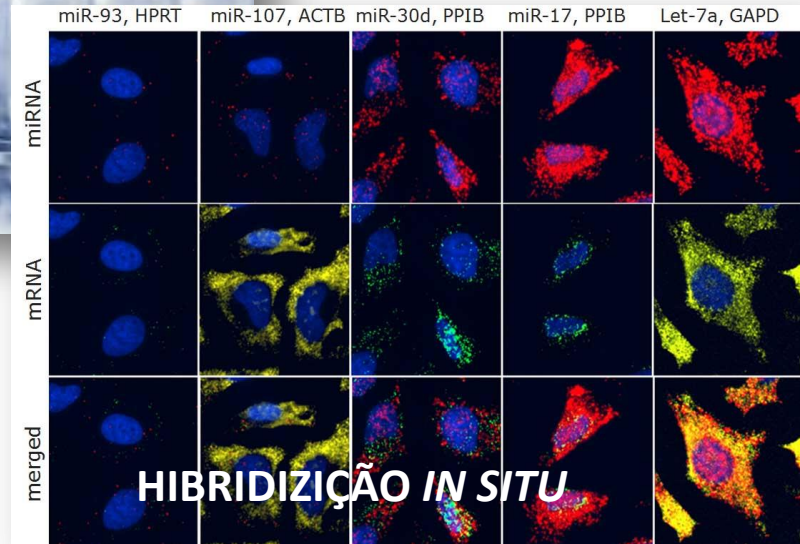 miR-93, HPRT miR-107, ACTB miR-30d, PPIB miR-17, PPIB Let-7a, GAPD
miRNA
mRNA
merged
HIBRIDIZIÇÃO IN SITU